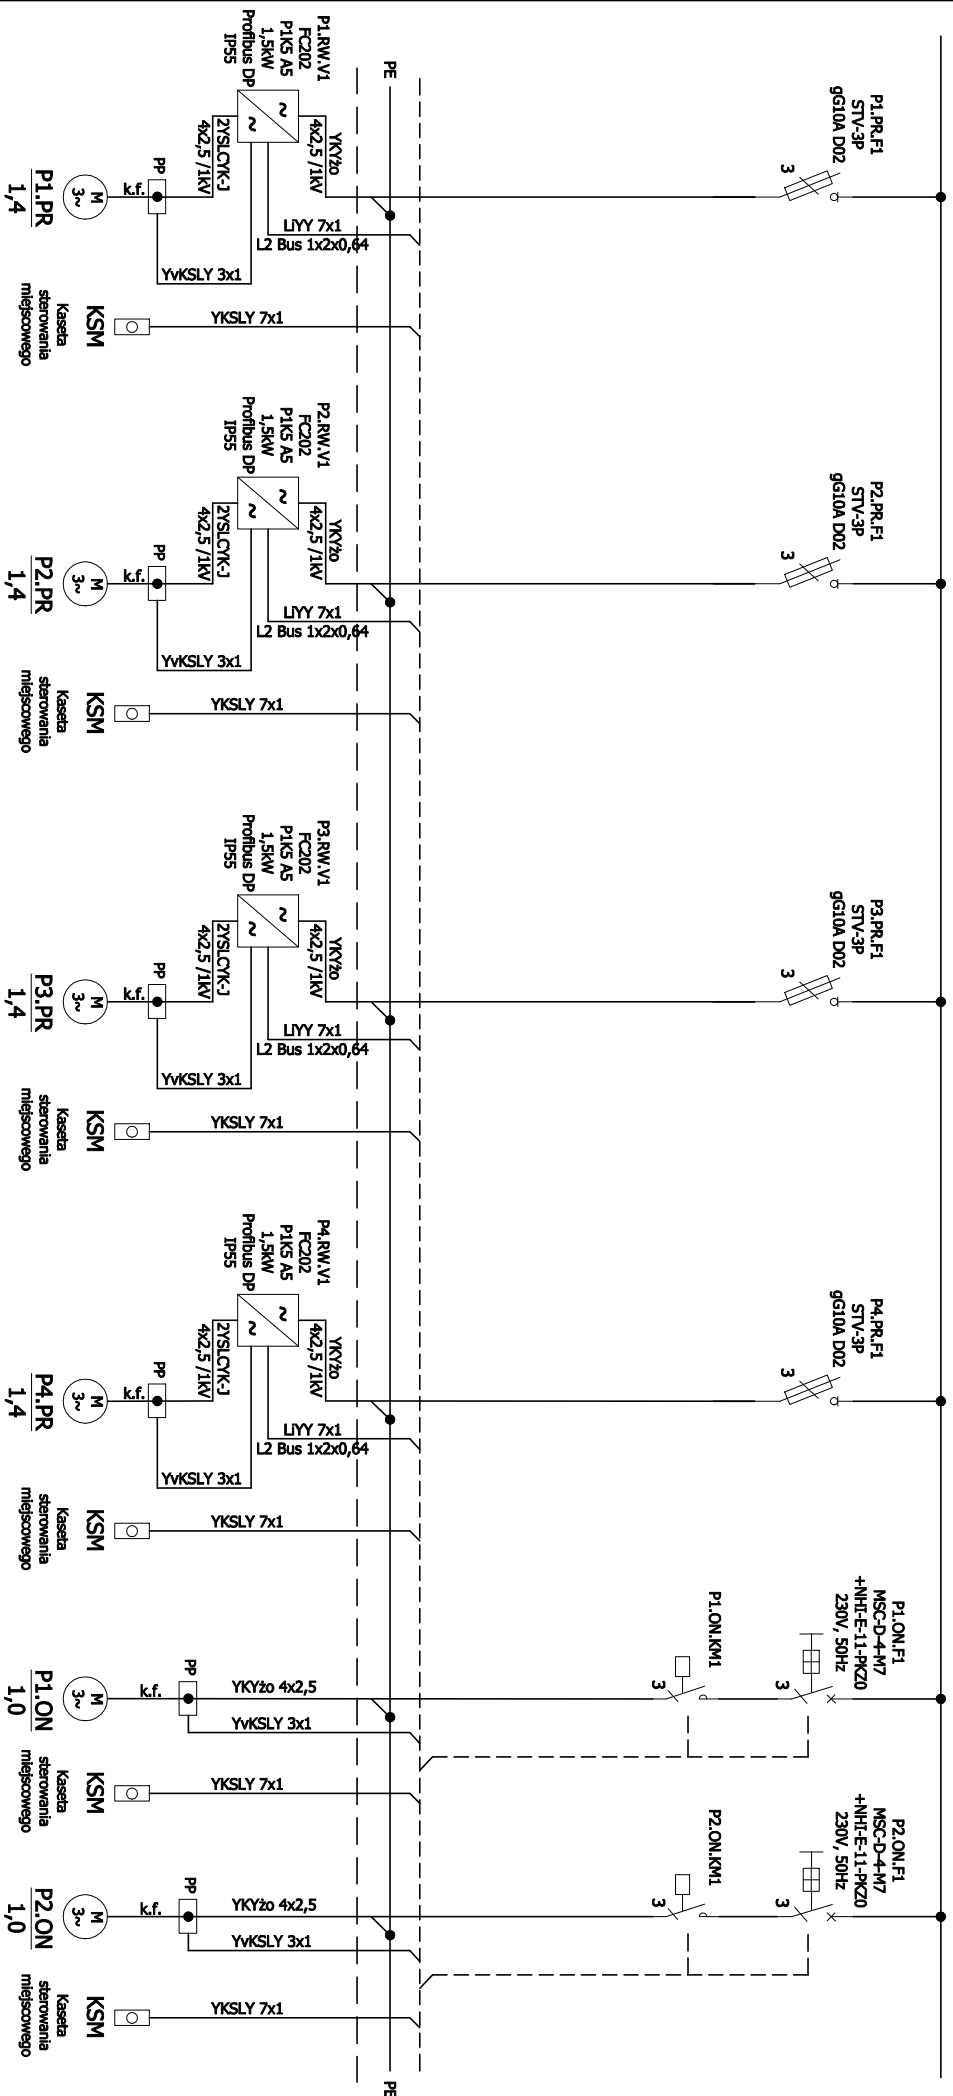 P1.PR.F1
STV-3P
gG10A D02
3
PE
P1.RW.V1
FC202
P1K5 A5
1,5kW
Profibus DP
IP55
YKYżo
4x2,5 /1kV
2YSLCYK-J
4x2,5 /1kV
LiYY 7x1
L2 Bus 1x2x0,64
YvKSLY 3x1
PP
k.f.
M
3~
P1.PR
1,4
YKSLY 7x1
KSM
Kaseta
sterowania
miejscowego
P2.PR.F1
STV-3P
gG10A D02
3
P2.RW.V1
FC202
P1K5 A5
1,5kW
Profibus DP
IP55
YKYżo
4x2,5 /1kV
2YSLCYK-J
4x2,5 /1kV
LiYY 7x1
L2 Bus 1x2x0,64
YvKSLY 3x1
PP
k.f.
M
3~
P2.PR
1,4
YKSLY 7x1
KSM
Kaseta
sterowania
miejscowego
P3.PR.F1
STV-3P
gG10A D02
3
P3.RW.V1
FC202
P1K5 A5
1,5kW
Profibus DP
IP55
YKYżo
4x2,5 /1kV
2YSLCYK-J
4x2,5 /1kV
LiYY 7x1
L2 Bus 1x2x0,64
YvKSLY 3x1
PP
k.f.
M
3~
P3.PR
1,4
YKSLY 7x1
KSM
Kaseta
sterowania
miejscowego
P4.PR.F1
STV-3P
gG10A D02
3
P4.RW.V1
FC202
P1K5 A5
1,5kW
Profibus DP
IP55
YKYżo
4x2,5 /1kV
2YSLCYK-J
4x2,5 /1kV
LiYY 7x1
L2 Bus 1x2x0,64
YvKSLY 3x1
PP
k.f.
M
3~
P4.PR
1,4
YKSLY 7x1
KSM
Kaseta
sterowania
miejscowego
P1.ON.F1
MSC-D-4-M7
+NHI-E-11-PKZ0
230V, 50Hz
3
P1.ON.KM1
3
YKYżo 4x2,5
YvKSLY 3x1
PP
k.f.
M
3~
P1.ON
1,0
YKSLY 7x1
KSM
Kaseta
sterowania
miejscowego
P2.ON.F1
MSC-D-4-M7
+NHI-E-11-PKZ0
230V, 50Hz
3
P2.ON.KM1
3
YKYżo 4x2,5
YvKSLY 3x1
PP
k.f.
M
3~
P2.ON
1,0
YKSLY 7x1
KSM
Kaseta
sterowania
miejscowego
PE